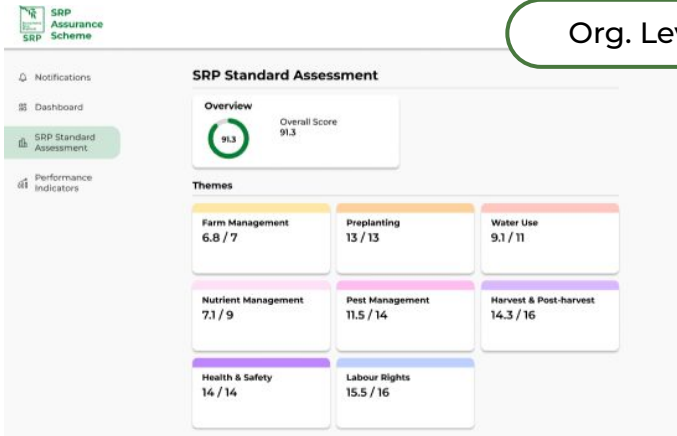 SRP
Assurance
Scheme
SRP
Org. Lev
Notifications
Dashboard
SRP Standard
Assessment
Performance
Indicators
SRP Standard Assessment
Overview
91.3
Overall Score
91.3
Themes
Farm Management
6.8 / 7
Preplanting
13 / 13
Water Use
9.1 / 11
Nutrient Management
7.1 / 9
Pest Management
11.5 / 14
Harvest & Post-harvest
14.3 / 16
Health & Safety
14 / 14
Labour Rights
15.5 / 16